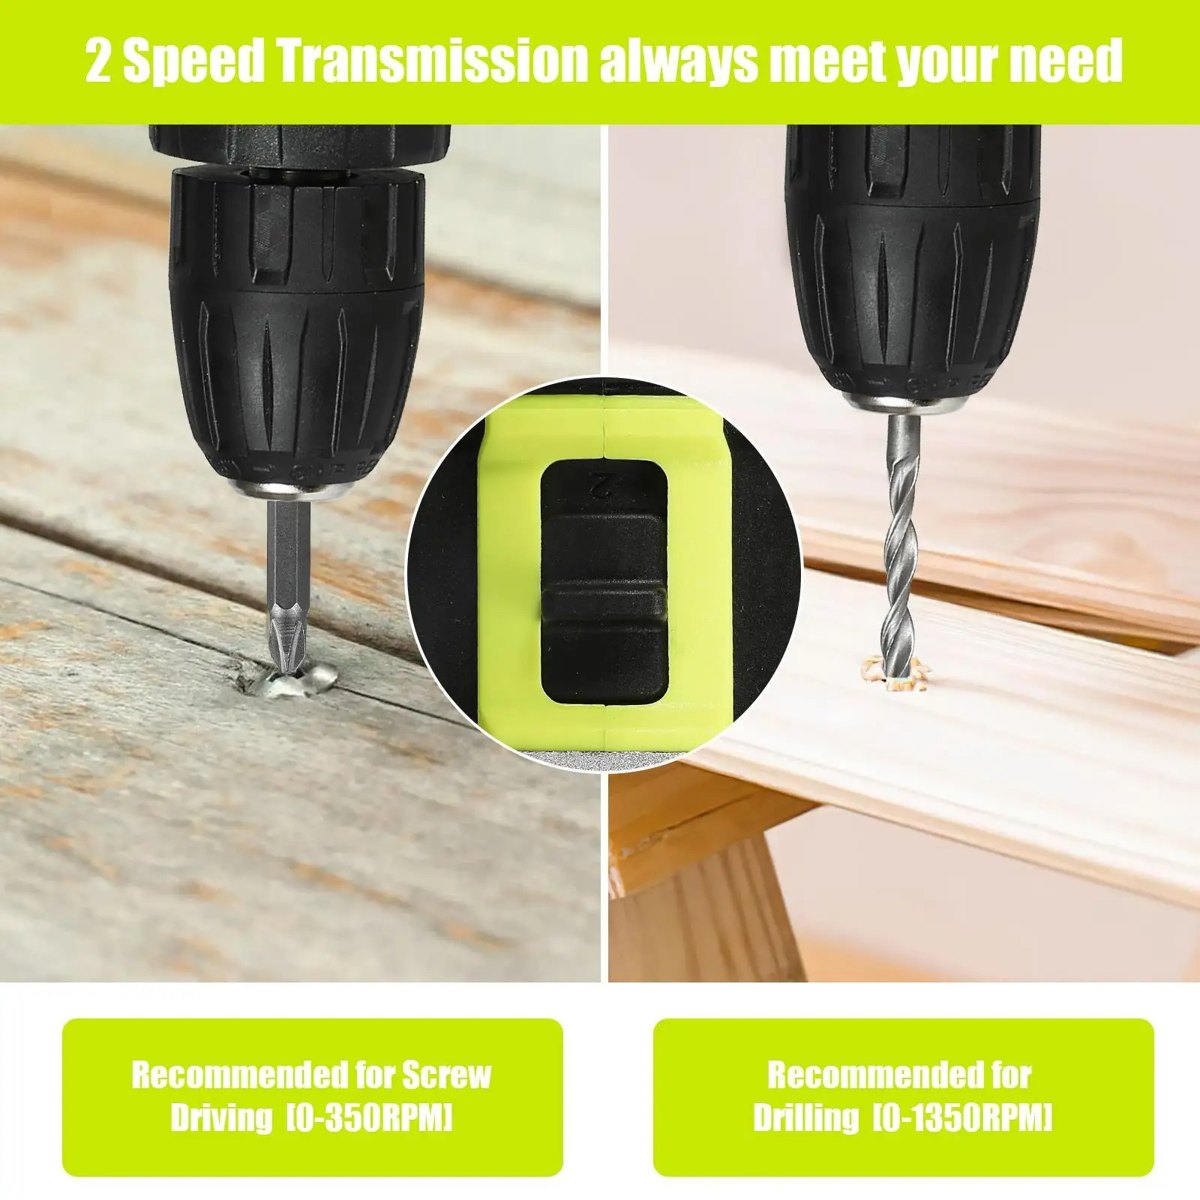 2 Speed Transmission always meet your need
2
Recommended for Screw
Driving [0-350RPM]
Recommended for
Drilling [0-1350RPM]